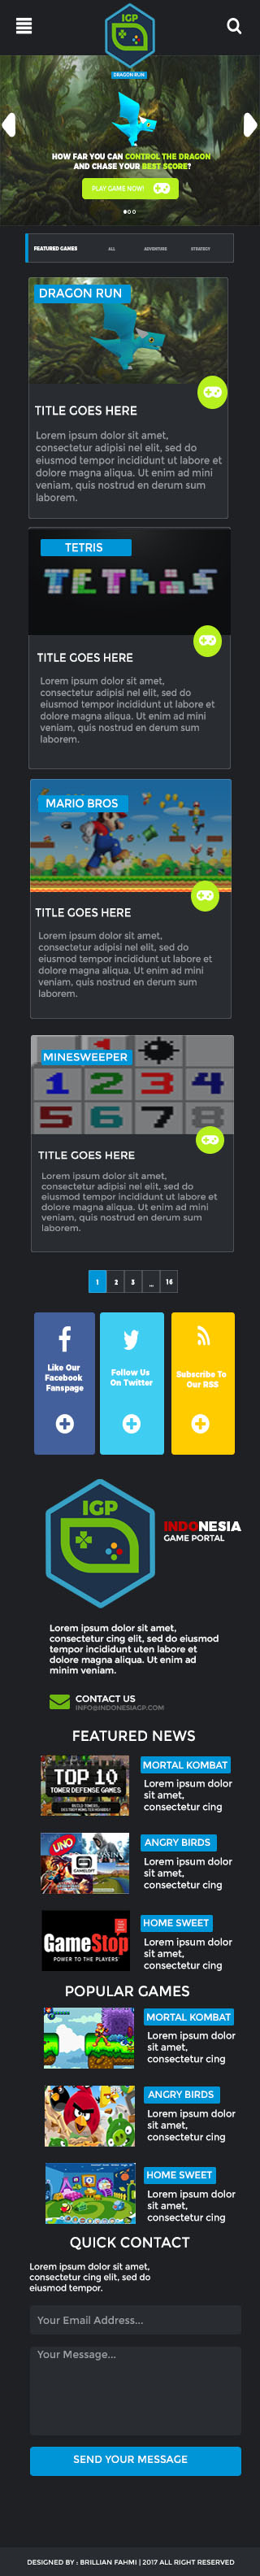 IGP
DRAGON RUN
HOW FAR YOU CAN CONTROL THE DRAGON
AND CHASE YOUR BEST SCORE?
PLAY GAME NOW!
FEATURED GAMES
ALL
ADVENTURE
STRATEGY
DRAGON RUN
TITLE GOES HERE
Lorem ipsum dolor sit amet,
consectetur adipisi nel elit, sed do
eiusmod tempor incididunt ut labore et
dolore magna aliqua. Ut enim ad mini
veniam, quis nostrud en derum sum
laborem.
TETRIS
TETRIS
TITLE GOES HERE
Lorem ipsum dolor sit amet,
consectetur adipisi nel elit, sed do
eiusmod tempor incididunt ut labore et
dolore magna aliqua. Ut enim ad mini
veniam, quis nostrud en derum sum
laborem.
MARIO BROS
TITLE GOES HERE
Lorem ipsum dolor sit amet,
consectetur adipisi nel elit, sed do
eiusmod tempor incididunt ut labore et
dolore magna aliqua. Ut enim ad mini
veniam, quis nostrud en derum sum
laborem.
MINESWEEPER
1 2 3 4
5 6 7 8
TITLE GOES HERE
Lorem ipsum dolor sit amet,
consectetur adipisi nel elit, sed do
eiusmod tempor incididunt ut labore et
dolore magna aliqua. Ut enim ad mini
veniam, quis nostrud en derum sum
laborem.
1 2 3 ... 16
Like Our
Facebook
Fanspage
Follow Us
On Twitter
Subscribe To
Our RSS
IGP
INDONESIA
GAME PORTAL
Lorem ipsum dolor sit amet,
consectetur cing elit, sed do eiusmod
tempor incididunt uten labore et
dolore magna aliqua. Ut enim ad
minim veniam.
CONTACT US
INFO@INDONESIAGP.COM
FEATURED NEWS
TOP 10
TOWER DEFENSE GAMES
MORTAL KOMBAT
Lorem ipsum dolor
sit amet,
consectetur cing
UNO
GAMELOFT
ANGRY BIRDS
Lorem ipsum dolor
sit amet,
consectetur cing
GameStop
POWER TO THE PLAYERS
HOME SWEET
Lorem ipsum dolor
sit amet,
consectetur cing
POPULAR GAMES
MORTAL KOMBAT
Lorem ipsum dolor
sit amet,
consectetur cing
ANGRY BIRDS
Lorem ipsum dolor
sit amet,
consectetur cing
HOME SWEET
Lorem ipsum dolor
sit amet,
consectetur cing
QUICK CONTACT
Lorem ipsum dolor sit amet,
consectetur cing elit, sed do
eiusmod tempor.
Your Email Address...
Your Message...
SEND YOUR MESSAGE
DESIGNED BY : BRILLIAN FAHMI | 2017 ALL RIGHT RESERVED